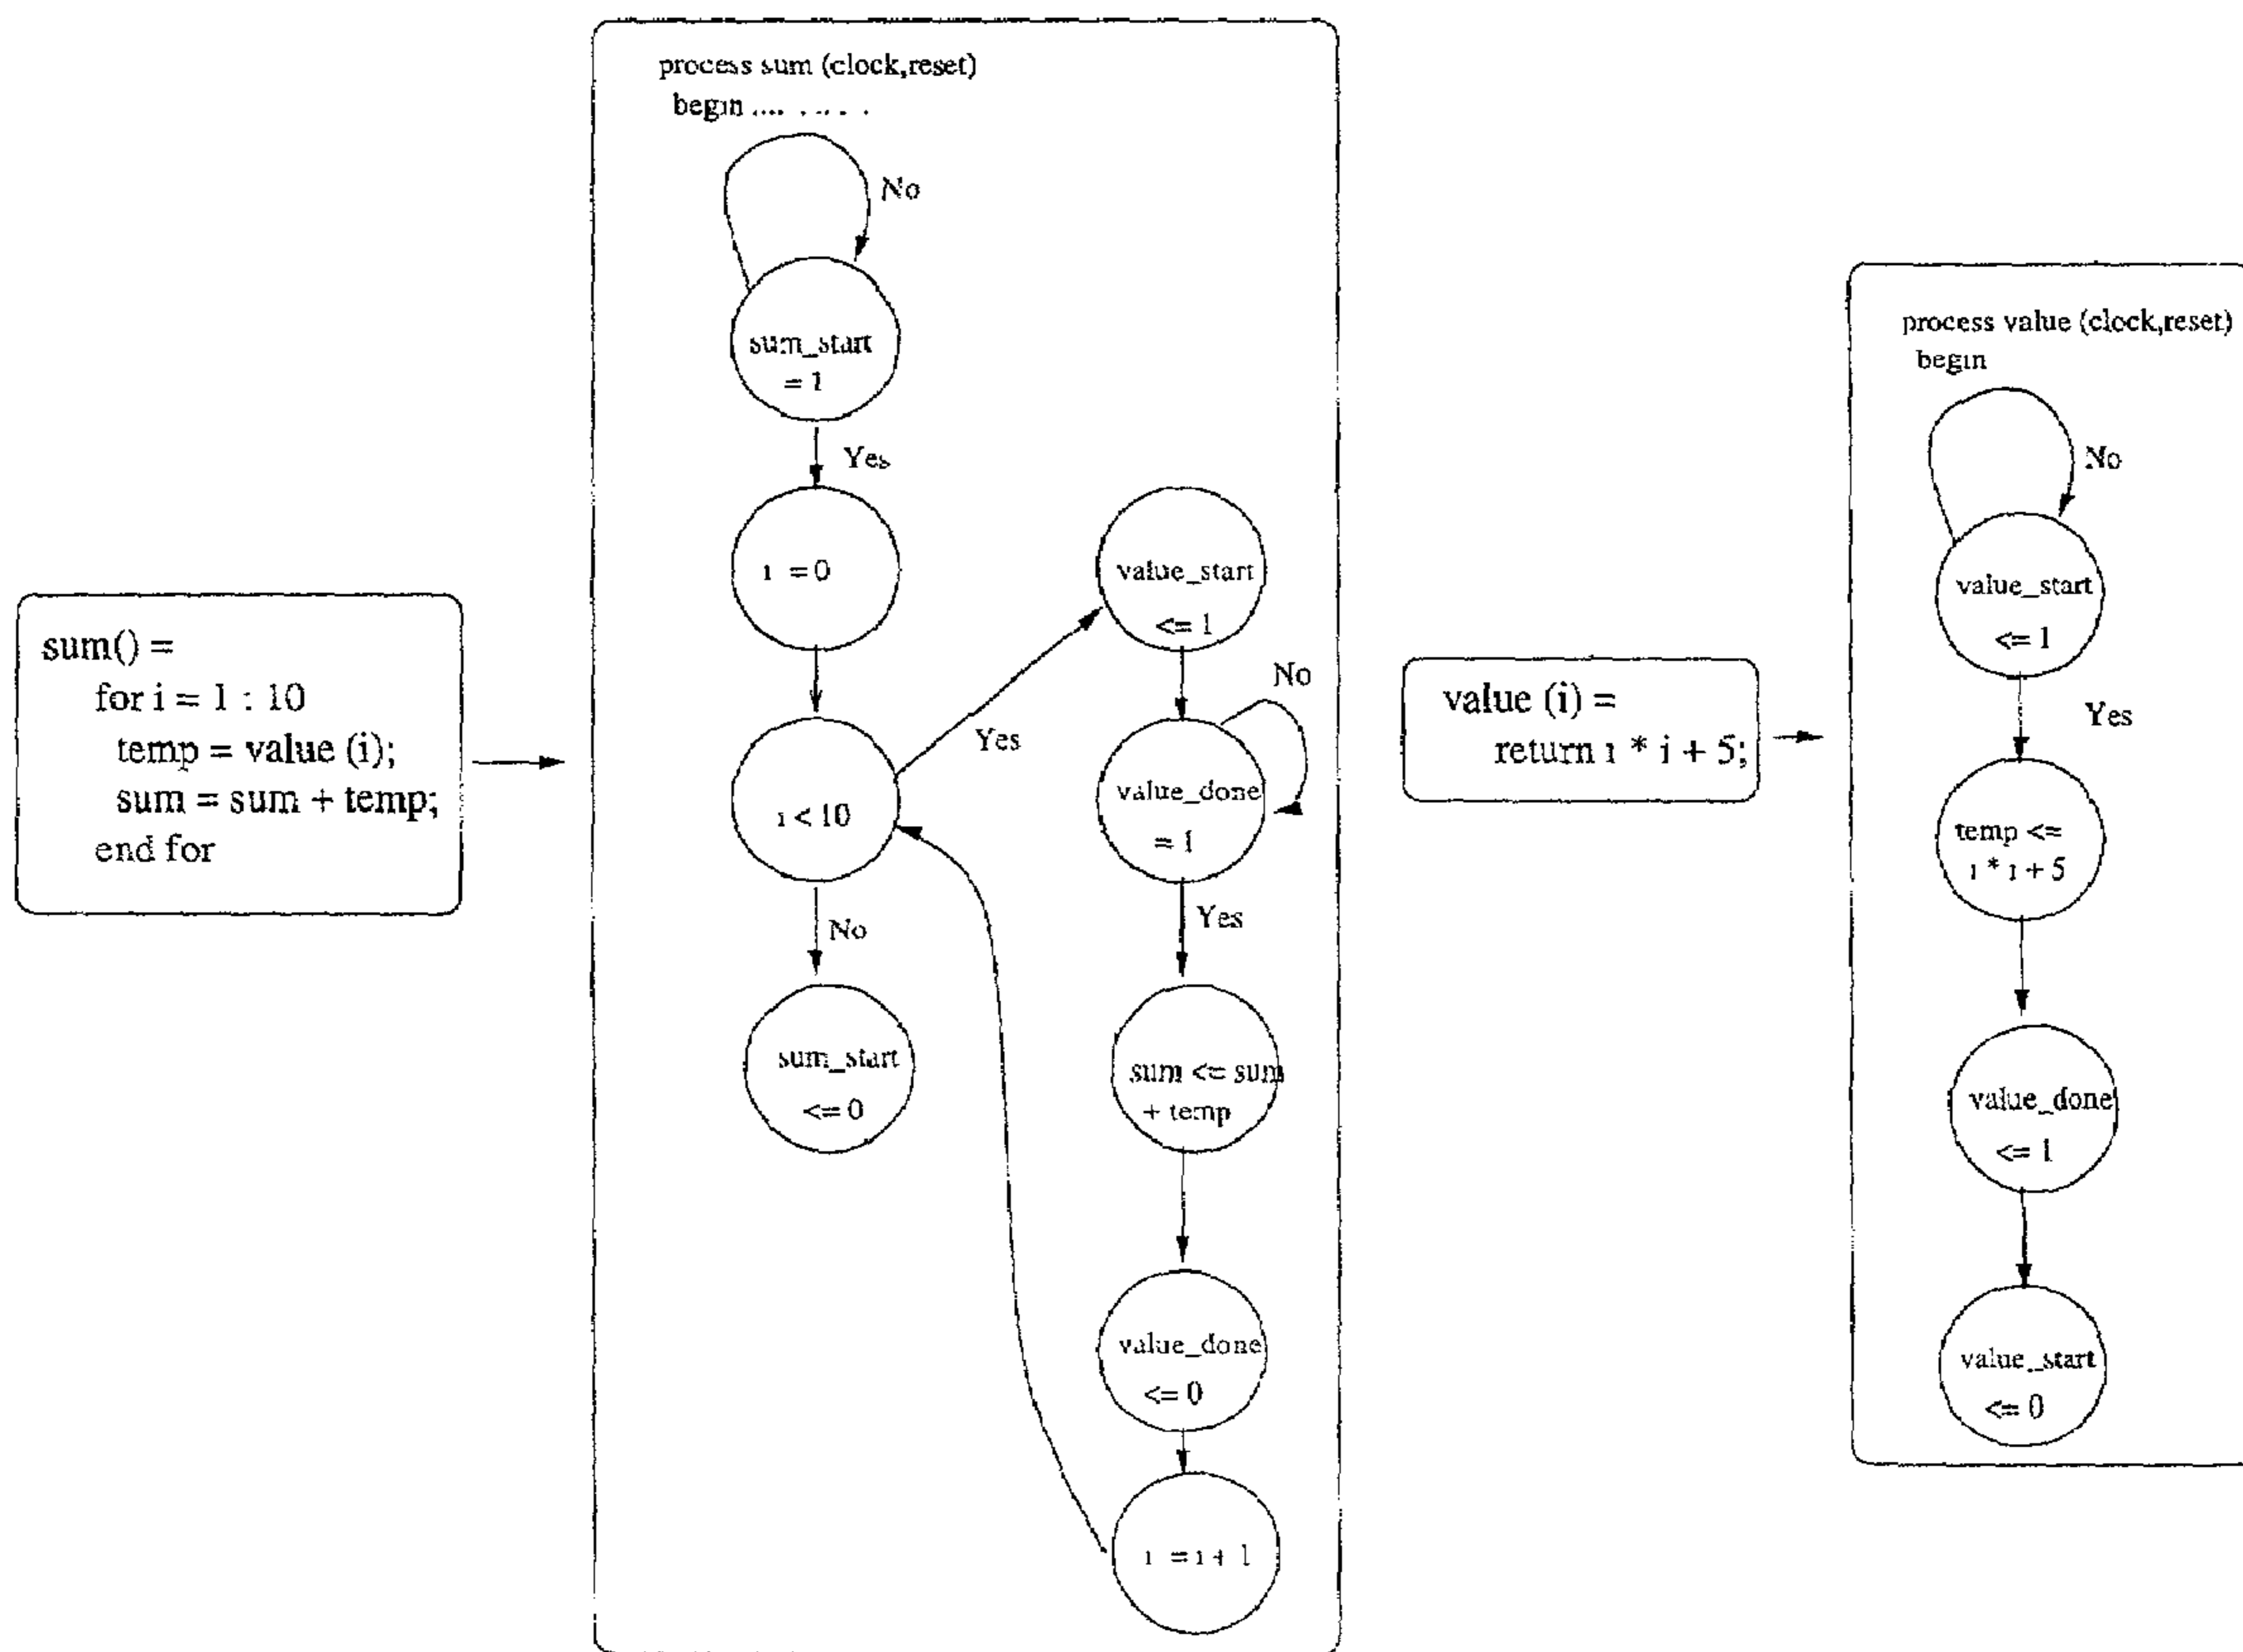 sum() =
for i = 1 : 10
temp = value (i);
sum = sum + temp;
end for
process sum (clock,reset)
begin .... . .. . .
No
sum_start
= 1
Yes
i = 0
i < 10
Yes
No
sum_start
<= 0
value_start
<= 1
No
value_done
= 1
Yes
sum <= sum
+ temp
value_done
<= 0
i = i + 1
value (i) =
return i * i + 5;
process value (clock,reset)
begin
No
value_start
<= 1
Yes
temp <=
i * i + 5
value_done
<= 1
value_start
<= 0